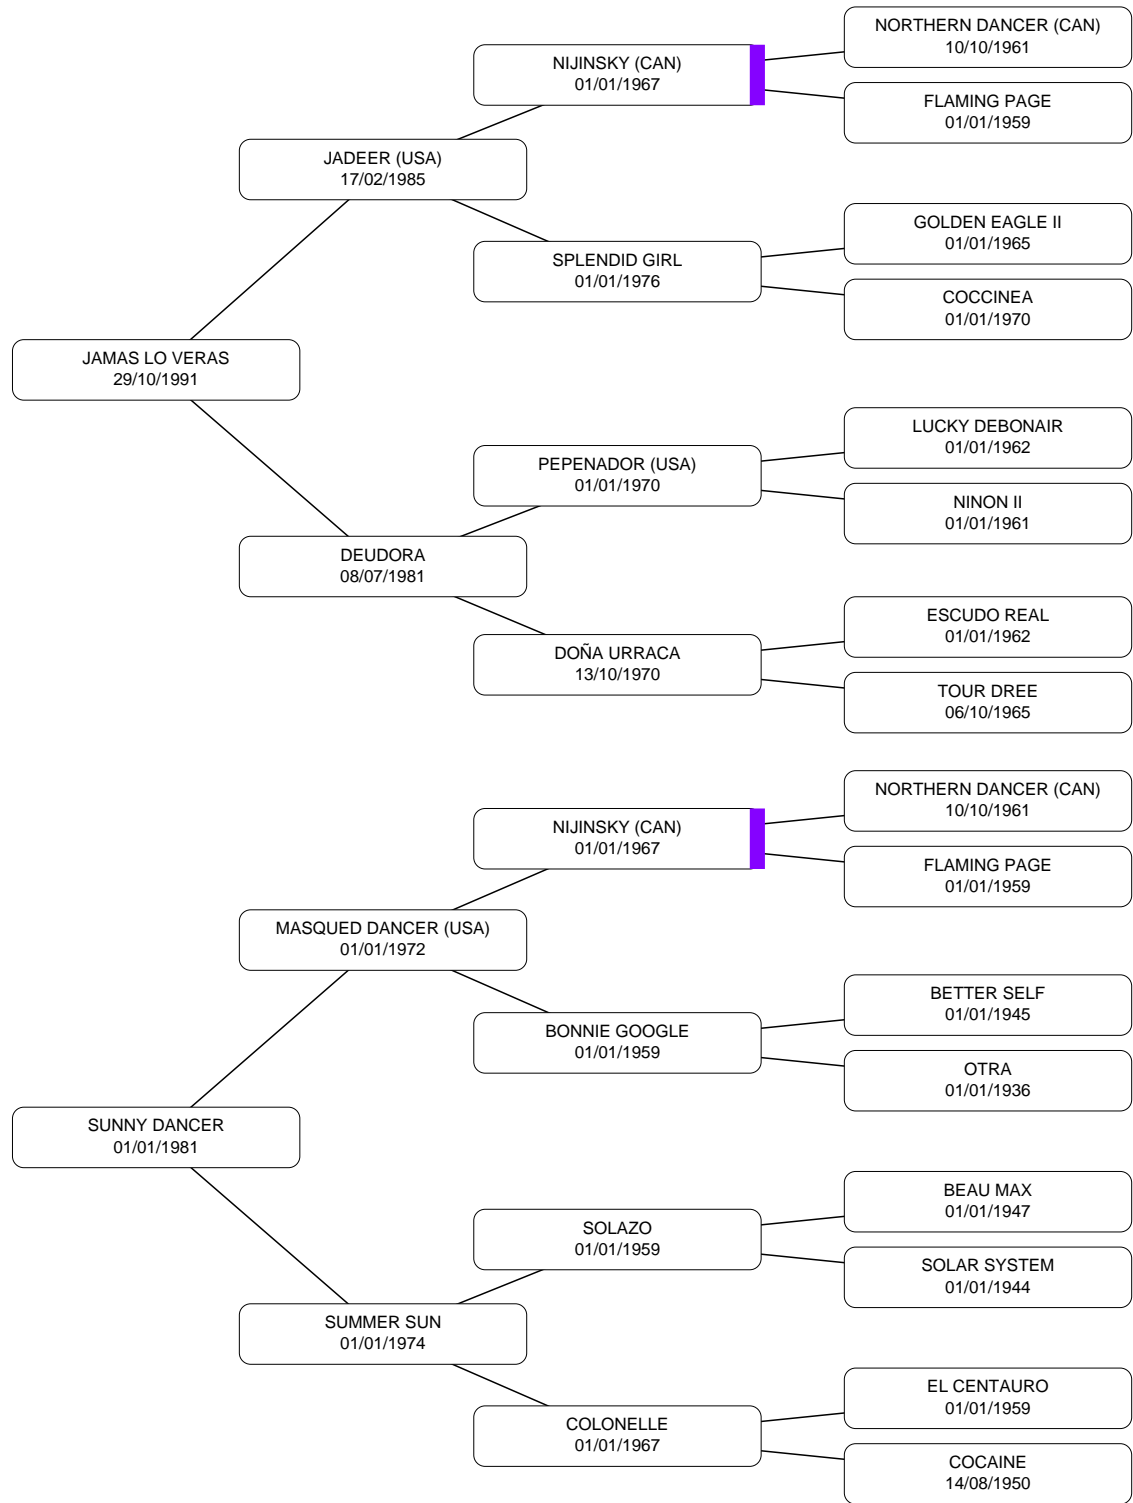 NORTHERN DANCER (CAN)
10/10/1961
NIJINSKY (CAN)
01/01/1967
FLAMING PAGE
01/01/1959
JADEER (USA)
17/02/1985
GOLDEN EAGLE II
01/01/1965
SPLENDID GIRL
01/01/1976
COCCINEA
01/01/1970
JAMAS LO VERAS
29/10/1991
LUCKY DEBONAIR
01/01/1962
PEPENADOR (USA)
01/01/1970
NINON II
01/01/1961
DEUDORA
08/07/1981
ESCUDO REAL
01/01/1962
DOÑA URRACA
13/10/1970
TOUR DREE
06/10/1965
NORTHERN DANCER (CAN)
10/10/1961
NIJINSKY (CAN)
01/01/1967
FLAMING PAGE
01/01/1959
MASQUED DANCER (USA)
01/01/1972
BETTER SELF
01/01/1945
BONNIE GOOGLE
01/01/1959
OTRA
01/01/1936
SUNNY DANCER
01/01/1981
BEAU MAX
01/01/1947
SOLAZO
01/01/1959
SOLAR SYSTEM
01/01/1944
SUMMER SUN
01/01/1974
EL CENTAURO
01/01/1959
COLONELLE
01/01/1967
COCAINE
14/08/1950